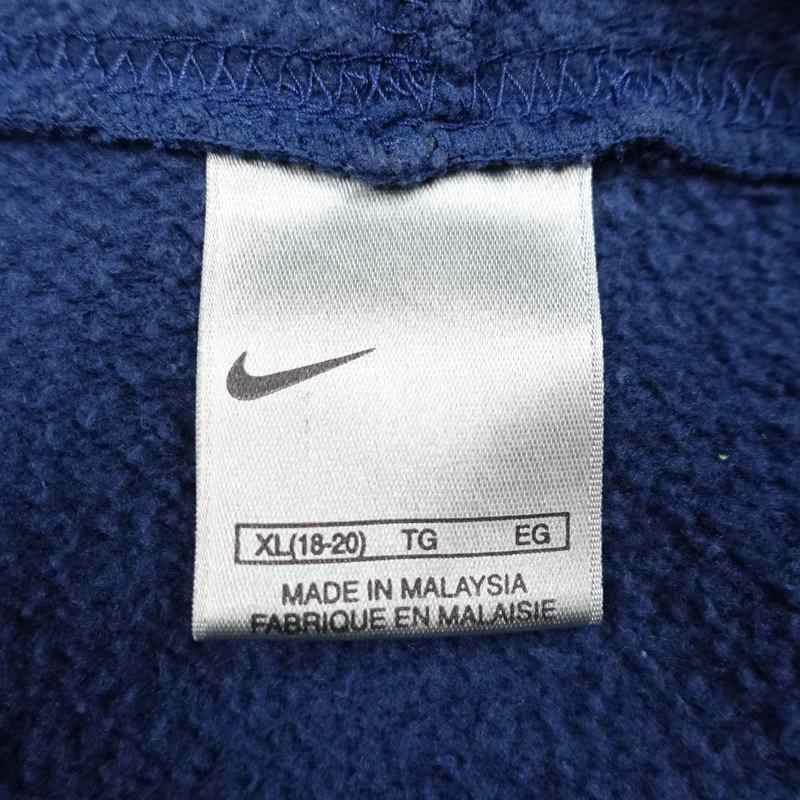 XL(18-20) TG EG
MADE IN MALAYSIA
FABRIQUE EN MALAISIE